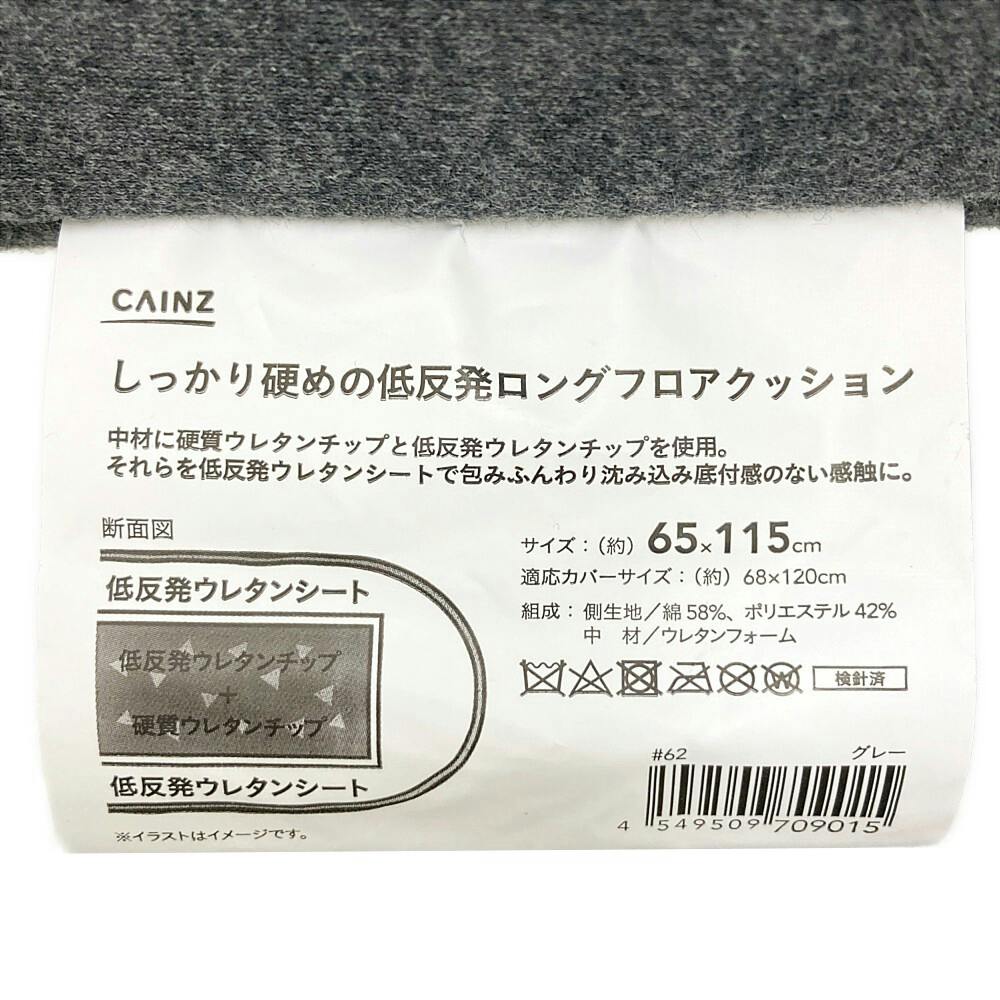 CAINZ
しっかり硬めの低反発ロングフロアクッション
中材に硬質ウレタンチップと低反発ウレタンチップを使用。
それらを低反発ウレタンシートで包みふんわり沈み込み底付感のない感触に。
断面図
低反発ウレタンシート
低反発ウレタンチップ
+
硬質ウレタンチップ
低反発ウレタンシート
※イラストはイメージです。
サイズ：（約）65×115cm
適応カバーサイズ：（約）68×120cm
組成：側生地／綿58%、ポリエステル42%
中　材／ウレタンフォーム
W
検針済
#62 グレー
4 549509 709015